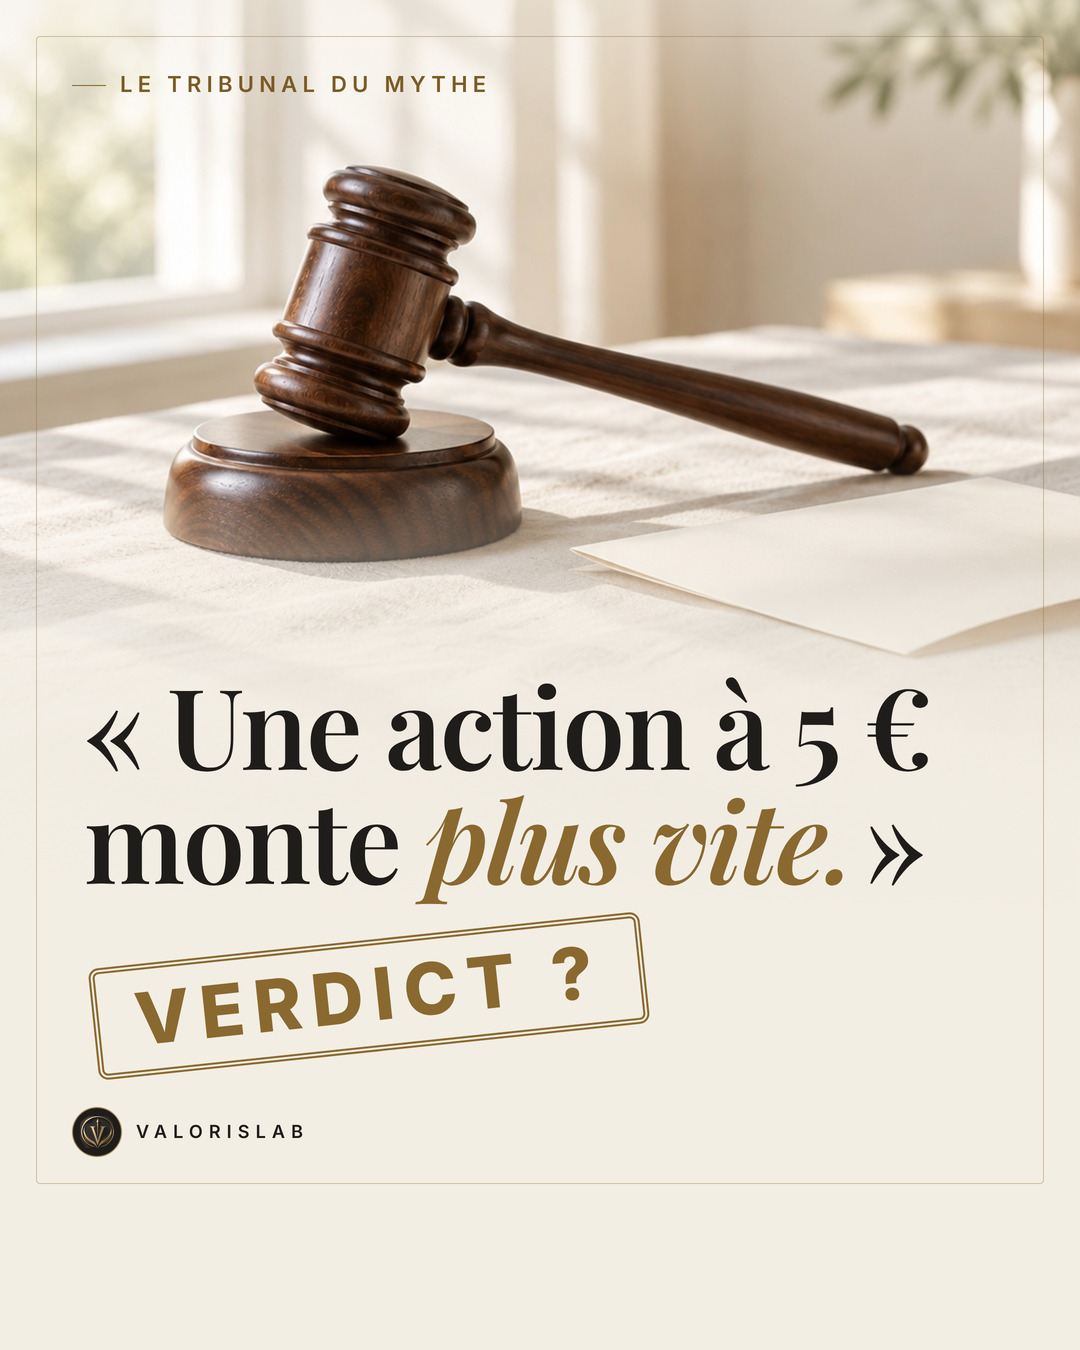 LE TRIBUNAL DU MYTHE
« Une action à 5 €
monte plus vite. »
VERDICT ?
VALORISLAB